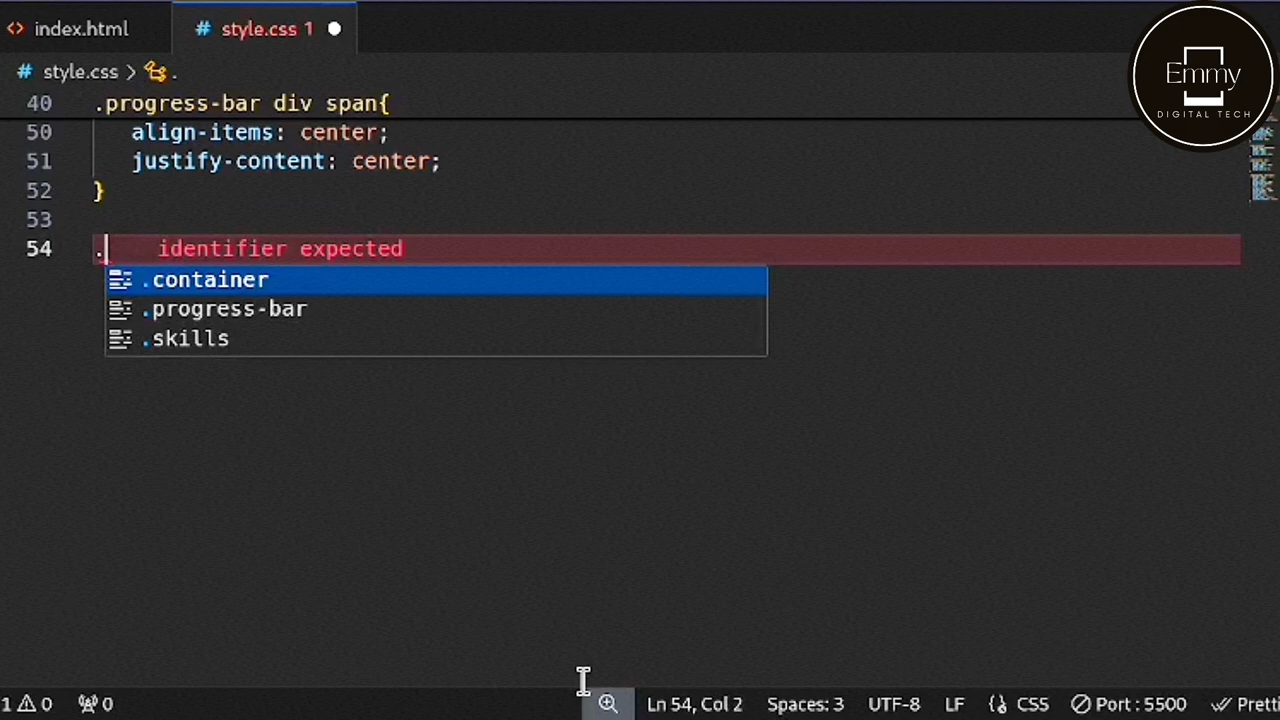 index.html
style.css 1
Emmy
DIGITAL TECH
style.css > .
40 .progress-bar div span{
50 align-items: center;
51 justify-content: center;
52 }
53
54 . identifier expected
.container
.progress-bar
.skills
1 0 0 Ln 54, Col 2 Spaces: 3 UTF-8 LF {} CSS Port : 5500 Pretti